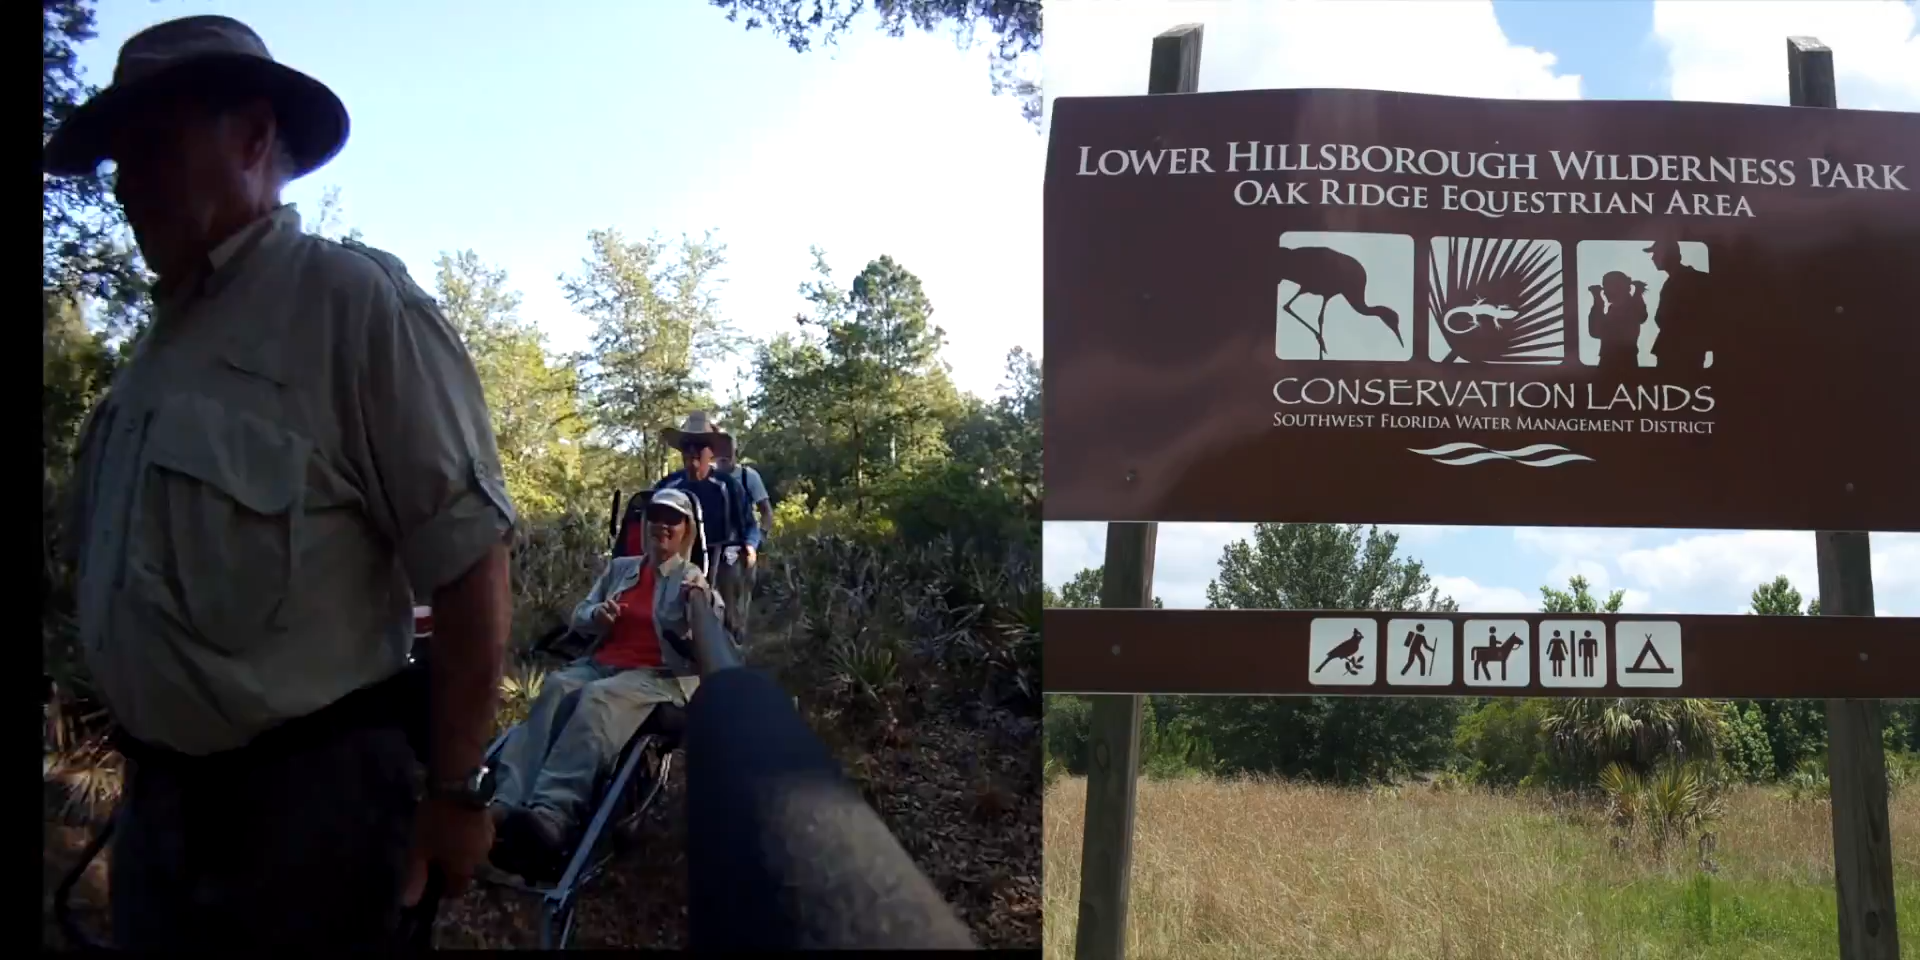 LOWER HILLSBOROUGH WILDERNESS PARK
OAK RIDGE EQUESTRIAN AREA
CONSERVATION LANDS
SOUTHWEST FLORIDA WATER MANAGEMENT DISTRICT